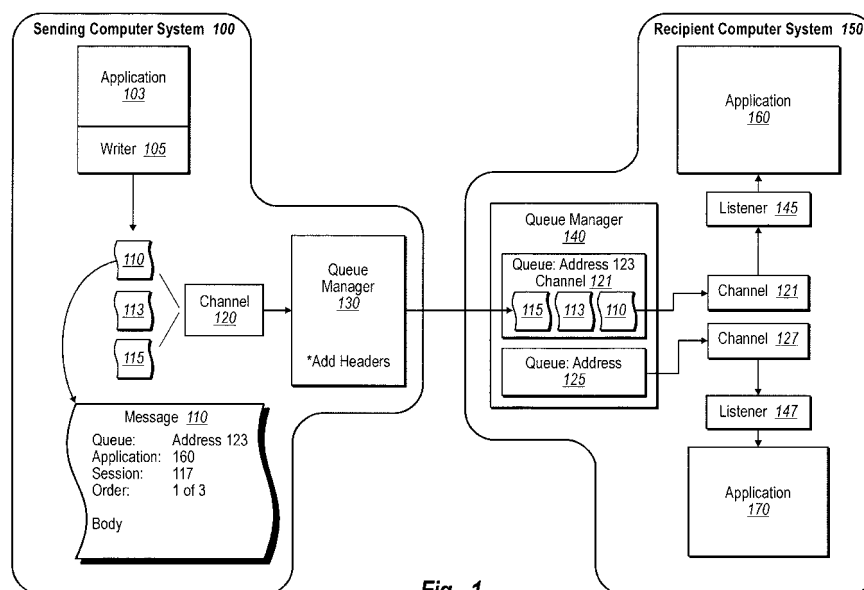 Sending Computer System 100
Recipient Computer System 150
Application
103
Writer 105
110
113
115
Channel
120
Queue
Manager
130
*Add Headers
Message 110
Queue: Address 123
Application: 160
Session: 117
Order: 1 of 3
Body
Queue Manager
140
Queue: Address 123
Channel 121
115 113 110
Queue: Address
125
Application
160
Listener 145
Channel 121
Channel 127
Listener 147
Application
170
Fig. 1